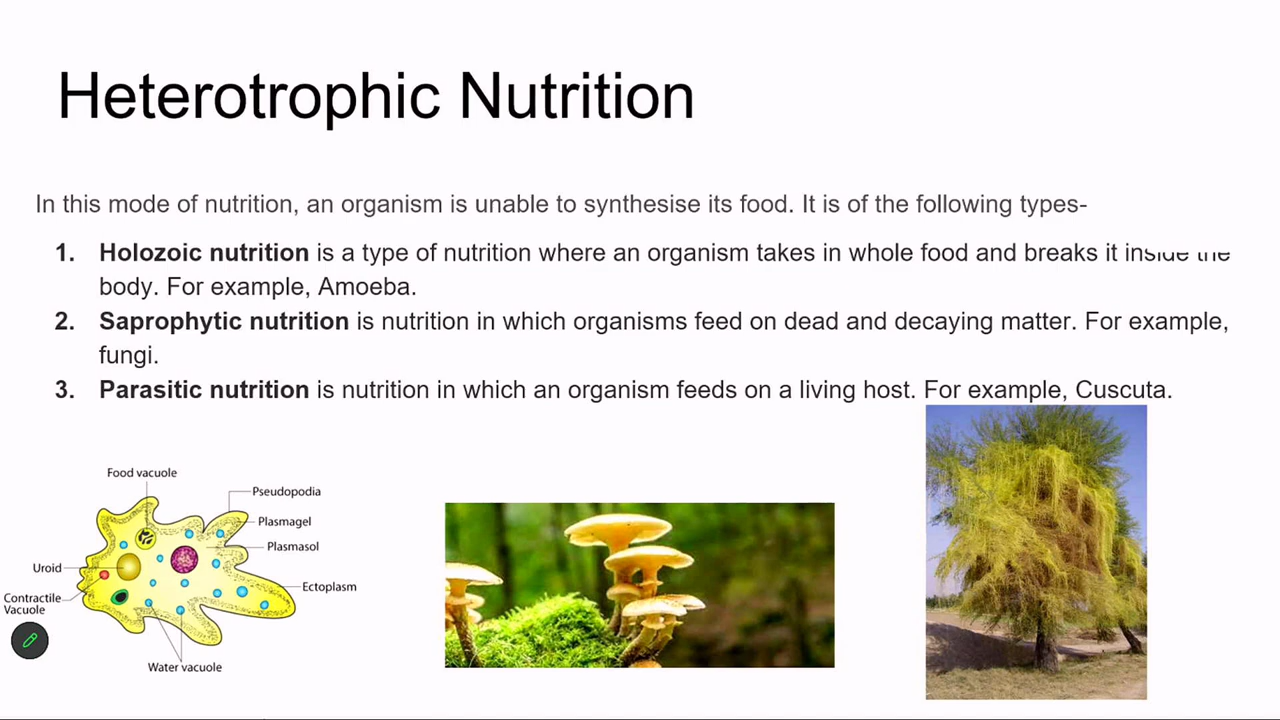 Heterotrophic Nutrition
In this mode of nutrition, an organism is unable to synthesise its food. It is of the following types-
1. Holozoic nutrition is a type of nutrition where an organism takes in whole food and breaks it inside the
body. For example, Amoeba.
2. Saprophytic nutrition is nutrition in which organisms feed on dead and decaying matter. For example,
fungi.
3. Parasitic nutrition is nutrition in which an organism feeds on a living host. For example, Cuscuta.
Food vacuole
Pseudopodia
Plasmagel
Plasmasol
Uroid
Ectoplasm
Contractile
Vacuole
Water vacuole